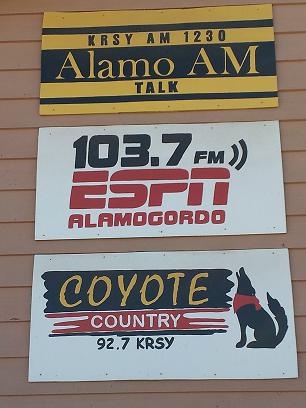 KRSY AM 1230
Alamo AM
TALK
103.7 FM
ESPN
ALAMOGORDO
COYOTE
COUNTRY
92.7 KRSY